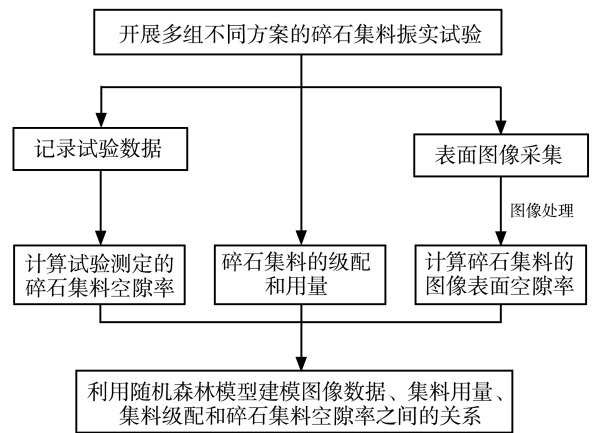 开展多组不同方案的碎石集料振实试验
记录试验数据
表面图像采集
图像处理
计算试验测定的
碎石集料空隙率
碎石集料的级配
和用量
计算碎石集料的
图像表面空隙率
利用随机森林模型建模图像数据、集料用量、
集料级配和碎石集料空隙率之间的关系